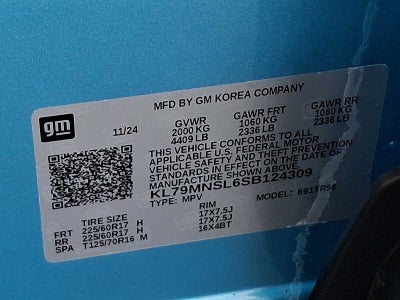 MFD BY GM KOREA COMPANY
gm 11/24 GVWR GAWR FRT GAWR RR
2000 KG 1060 KG 1060 KG
4409 LB 2336 LB 2336 LB
THIS VEHICLE CONFORMS TO ALL
APPLICABLE U.S. FEDERAL MOTOR
VEHICLE SAFETY AND THEFT PREVENTION
STANDARDS IN EFFECT ON THE DATE OF
MANUFACTURE SHOWN ABOVE.
KL79MNSL6SB124309
TYPE: MPV MODEL: 691TR56
TIRE SIZE RIM
FRT 225/60R17 H 17X7.5J
RR 225/60R17 H 17X7.5J
SPA T125/70R16 M 16X4BT